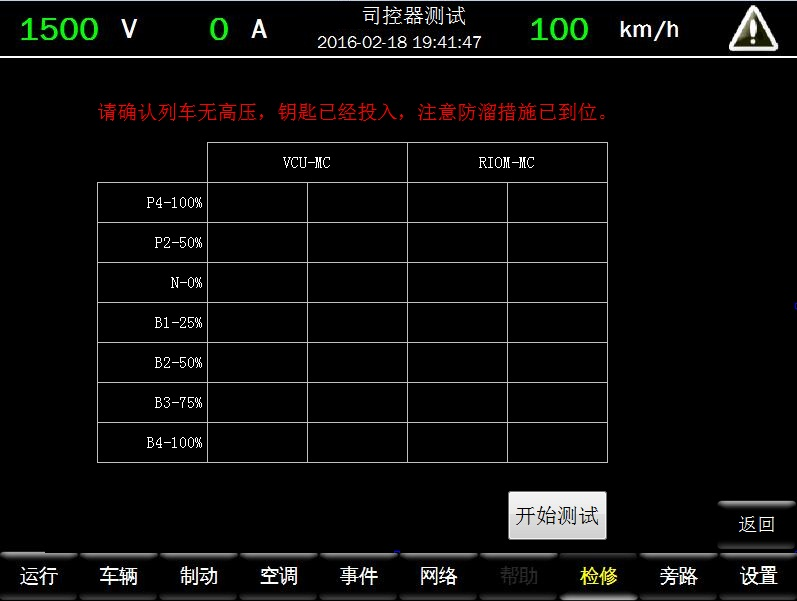 1500 V 0 A 司控器测试 100 km/h
2016-02-18 19:41:47
请确认列车无高压，钥匙已经投入，注意防溜措施已到位。
VCU-MC RIOM-MC
P4-100%
P2-50%
N-0%
B1-25%
B2-50%
B3-75%
B4-100%
开始测试
返回
运行 车辆 制动 空调 事件 网络 帮助 检修 旁路 设置